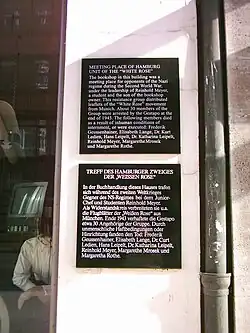 MEETING PLACE OF HAMBURG
UNIT OF THE "WHITE ROSE"
The bookshop in this building was a
meeting place for opponents of the Nazi
regime during the Second World War,
under the leadership of Reinhold Meyer,
a student and the son of the bookshop
owner. This resistance group distributed
leaflets of the "White Rose" movement
from Munich. About 30 members of the
Group were arrested by the Gestapo at the
end of 1943. The following members died
as a result of inhuman conditions of
internment, or were executed: Frederick
Geussenhainer, Elisabeth Lange, Dr. Kurt
Ledien, Hans Leipelt, Dr. Katharina Leipelt,
Reinhold Meyer, Margarethe Mrosek
and Margarethe Rothe.
TREFF DES HAMBURGER ZWEIGES
DER „WEISSEN ROSE"
In der Buchhandlung dieses Hauses trafen
sich während des zweiten Weltkrieges
Gegner des NS-Regimes bei dem Junior-
Chef und Studenten Reinhold Meyer.
Als Widerstandskreis verbreiteten sie u.a.
die Flugblätter der „Weißen Rose" aus
München. Ende 1943 verhaftete die Gestapo
etwa 30 Angehörige der Gruppe. Durch
unmenschliche Haftbedingungen oder
Hinrichtung fanden den Tod: Frederik
Geussenhainer, Elisabeth Lange, Dr. Curt
Ledien, Hans Leipelt, Dr. Katharina Leipelt,
Reinhold Meyer, Margaretha Mrosek und
Margaretha Rothe.